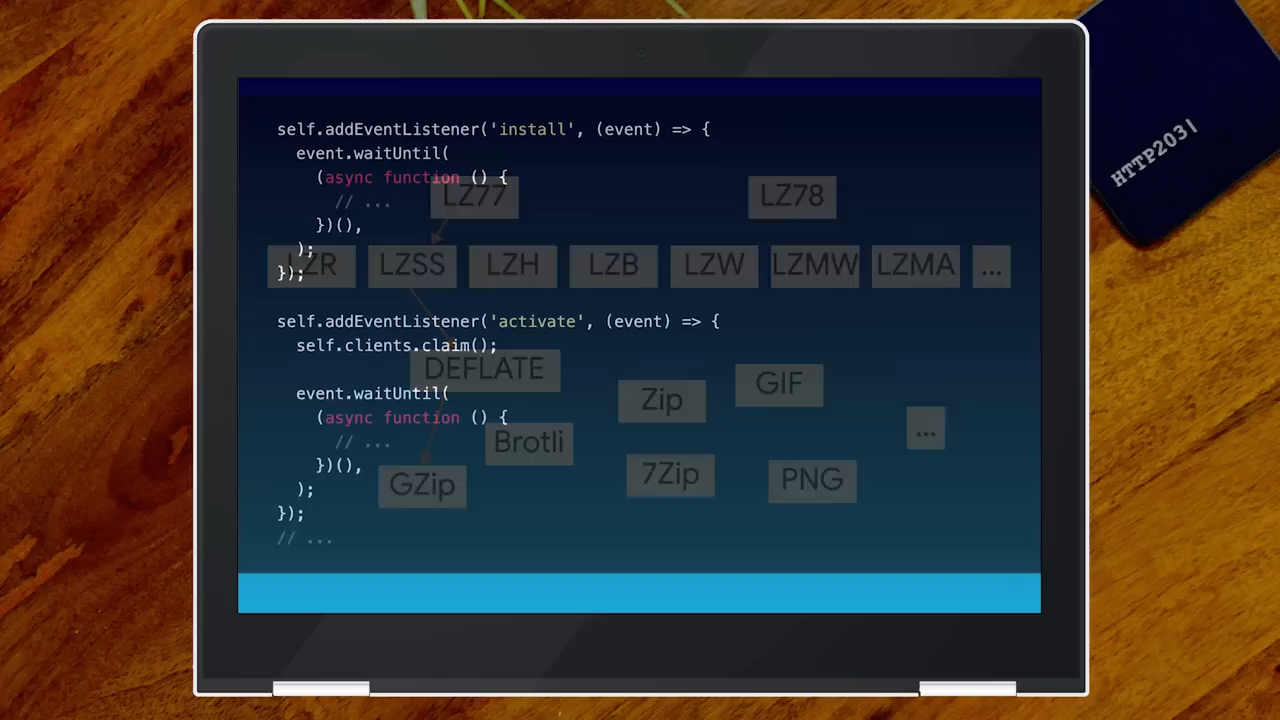 self.addEventListener('install', (event) => {
event.waitUntil(
(async function () {
// ...
})(),
);
});
self.addEventListener('activate', (event) => {
self.clients.claim();
event.waitUntil(
(async function () {
// ...
})(),
);
});
// ...
LZ77 LZ78
LZR LZSS LZH LZB LZW LZMW LZMA ...
DEFLATE Zip GIF
Brotli ...
GZip 7Zip PNG
HTTP203|